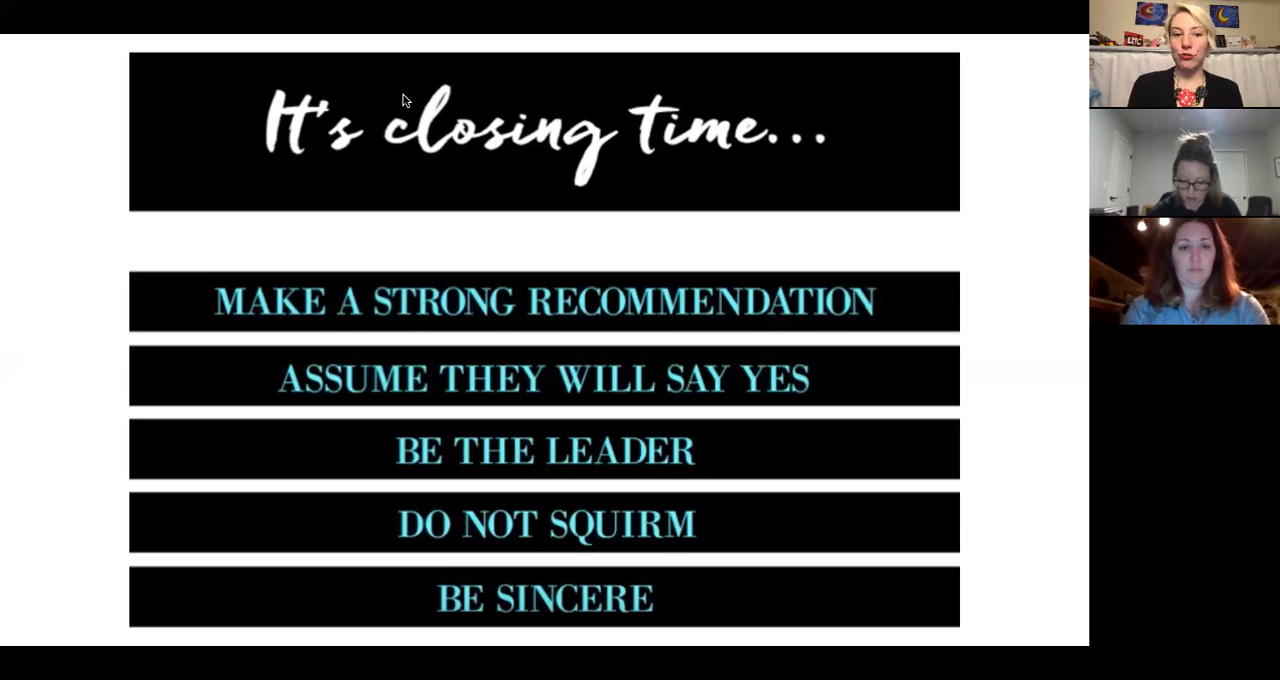 It's closing time...
MAKE A STRONG RECOMMENDATION
ASSUME THEY WILL SAY YES
BE THE LEADER
DO NOT SQUIRM
BE SINCERE
EPIC